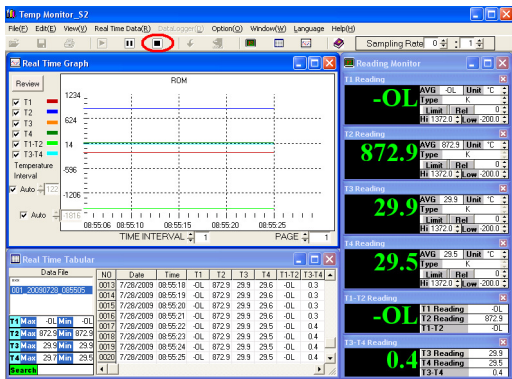 Temp Monitor_S2
File(F) Edit(E) View(V) Real Time Data(R) DataLogger(D) Option(O) Window(W) Language Help(H)
Sampling Rate 0 : 1
Real Time Graph
Review
ROM
T1
T2
T3
T4
T1-T2
T3-T4
Temperature
Interval
Auto 122
Auto
1234
624
14
-596
-1206
-1816
08:55:06 08:55:10 08:55:15 08:55:20 08:55:25
TIME INTERVAL 1 PAGE 1
Real Time Tabular
Data File
001_20090728_085505
T1 Max -OL Min -OL
T2 Max 872.9 Min 872.9
T3 Max 29.9 Min 29.9
T4 Max 29.7 Min 29.5
Search
NO Date Time T1 T2 T3 T4 T1-T2 T3-T4
0013 7/28/2009 08:55:18 -OL 872.9 29.9 29.6 -OL 0.3
0014 7/28/2009 08:55:19 -OL 872.9 29.9 29.6 -OL 0.3
0015 7/28/2009 08:55:20 -OL 872.9 29.9 29.6 -OL 0.3
0016 7/28/2009 08:55:21 -OL 872.9 29.9 29.6 -OL 0.3
0017 7/28/2009 08:55:22 -OL 872.9 29.9 29.5 -OL 0.4
0018 7/28/2009 08:55:23 -OL 872.9 29.9 29.5 -OL 0.4
0019 7/28/2009 08:55:24 -OL 872.9 29.9 29.5 -OL 0.4
0020 7/28/2009 08:55:25 -OL 872.9 29.9 29.5 -OL 0.4
Reading Monitor
T1 Reading
-OL
AVG -OL Unit °C
Type K
Limit Rel 0
Hi 1372.0 Low -200.0
T2 Reading
872.9
AVG 872.9 Unit °C
Type K
Limit Rel 0
Hi 1372.0 Low -200.0
T3 Reading
29.9
AVG 29.9 Unit °C
Type K
Limit Rel 0
Hi 1372.0 Low -200.0
T4 Reading
29.5
AVG 29.5 Unit °C
Type K
Limit Rel 0
Hi 1372.0 Low -200.0
T1-T2 Reading
-OL
T1 Reading -OL
T2 Reading 872.9
T1-T2 -OL
T3-T4 Reading
0.4
T3 Reading 29.9
T4 Reading 29.5
T3-T4 0.4